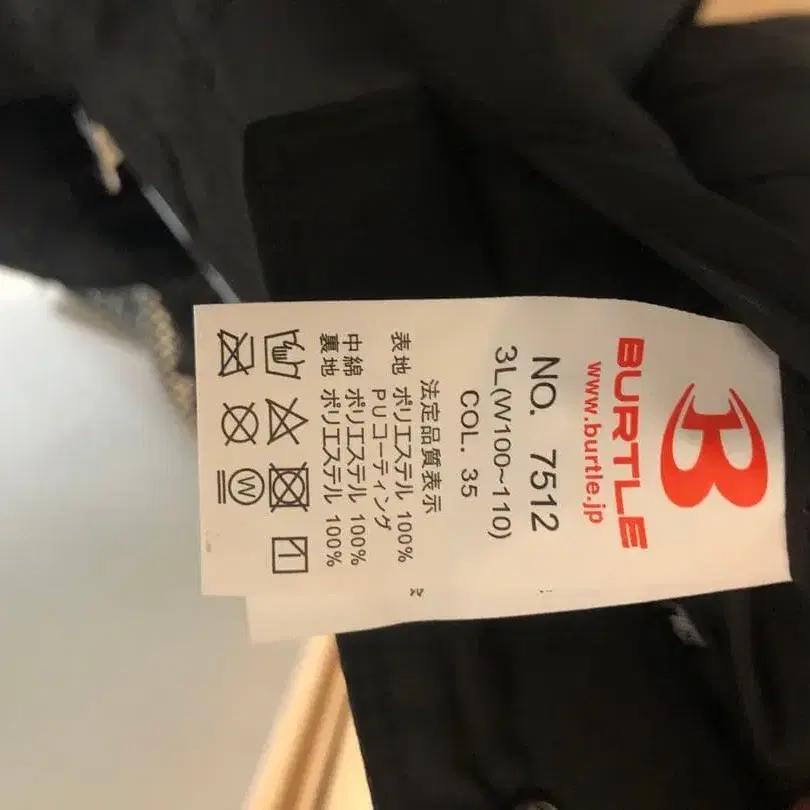 BURTLE
www.burtle.jp
NO. 7512
3L(W100~110)
COL. 35
法定品質表示
表地 ポリエステル 100%
PUコーティング
中綿 ポリエステル 100%
裏地 ポリエステル 100%
W